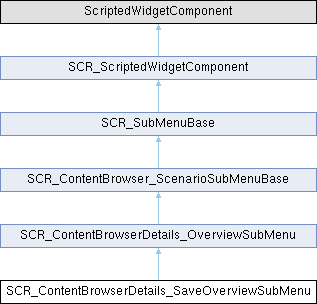 ScriptedWidgetComponent
SCR_ScriptedWidgetComponent
SCR_SubMenuBase
SCR_ContentBrowser_ScenarioSubMenuBase
SCR_ContentBrowserDetails_OverviewSubMenu
SCR_ContentBrowserDetails_SaveOverviewSubMenu